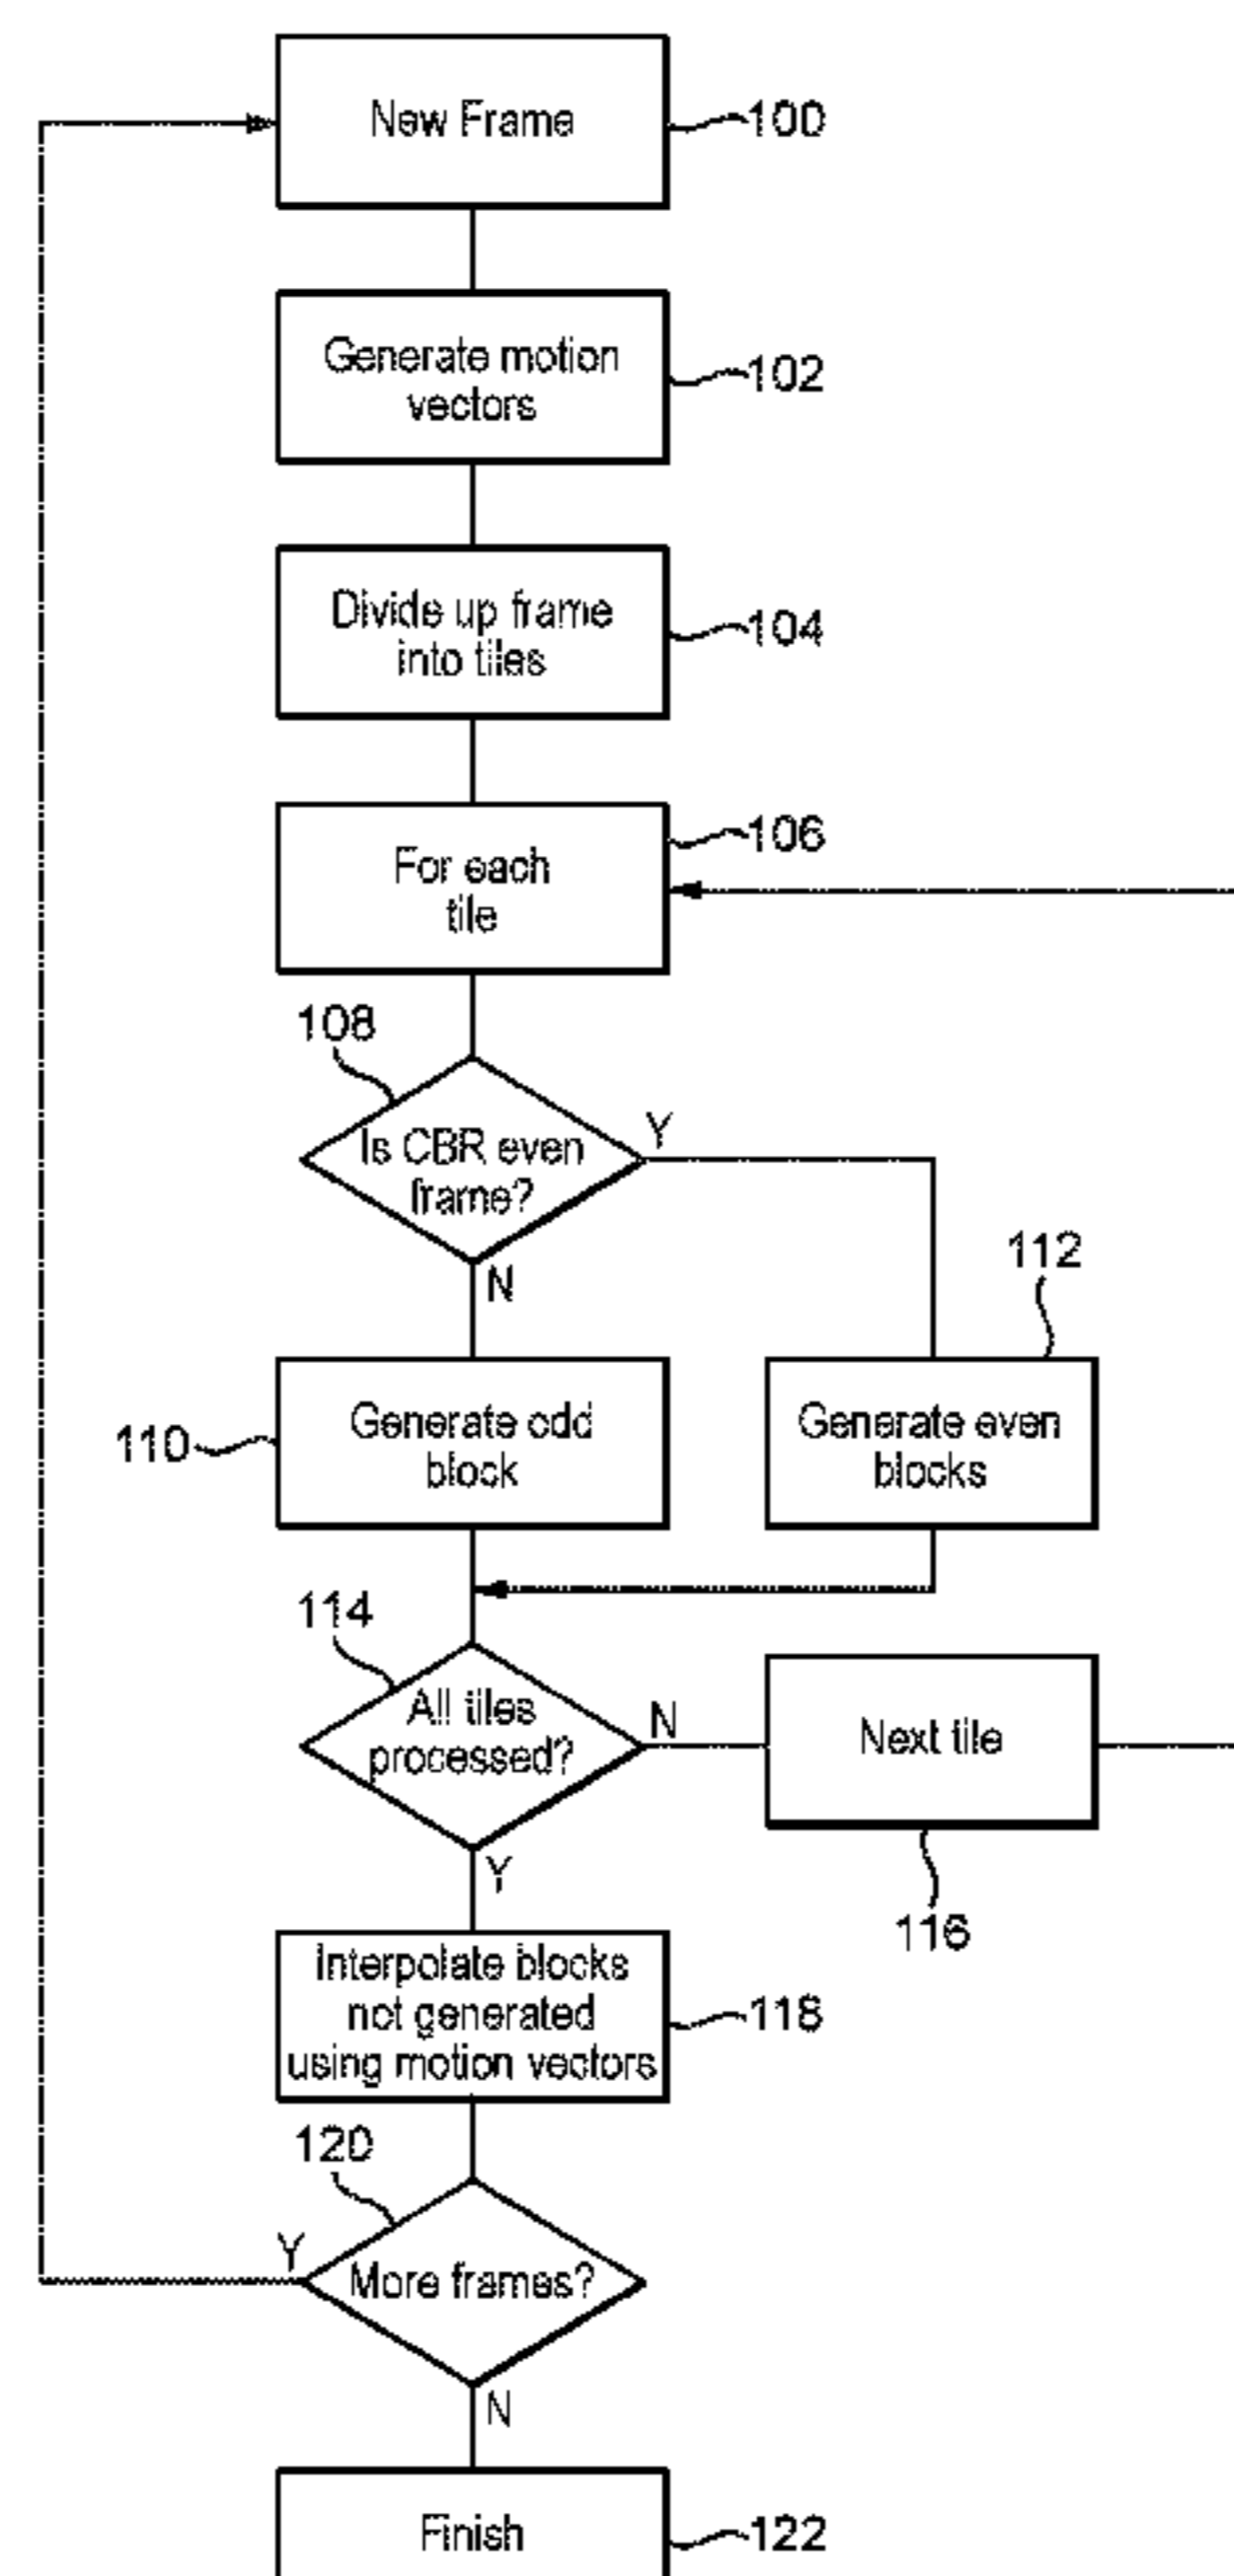 New Frame
100
Generate motion
vectors
102
Divide up frame
into tiles
104
For each
tile
106
108
Is CBR even
frame?
Y
N
112
110
Generate odd
block
Generate even
blocks
114
All tiles
processed?
N
Next tile
Y
116
Interpolate blocks
not generated
using motion vectors
118
120
Y
More frames?
N
Finish
122